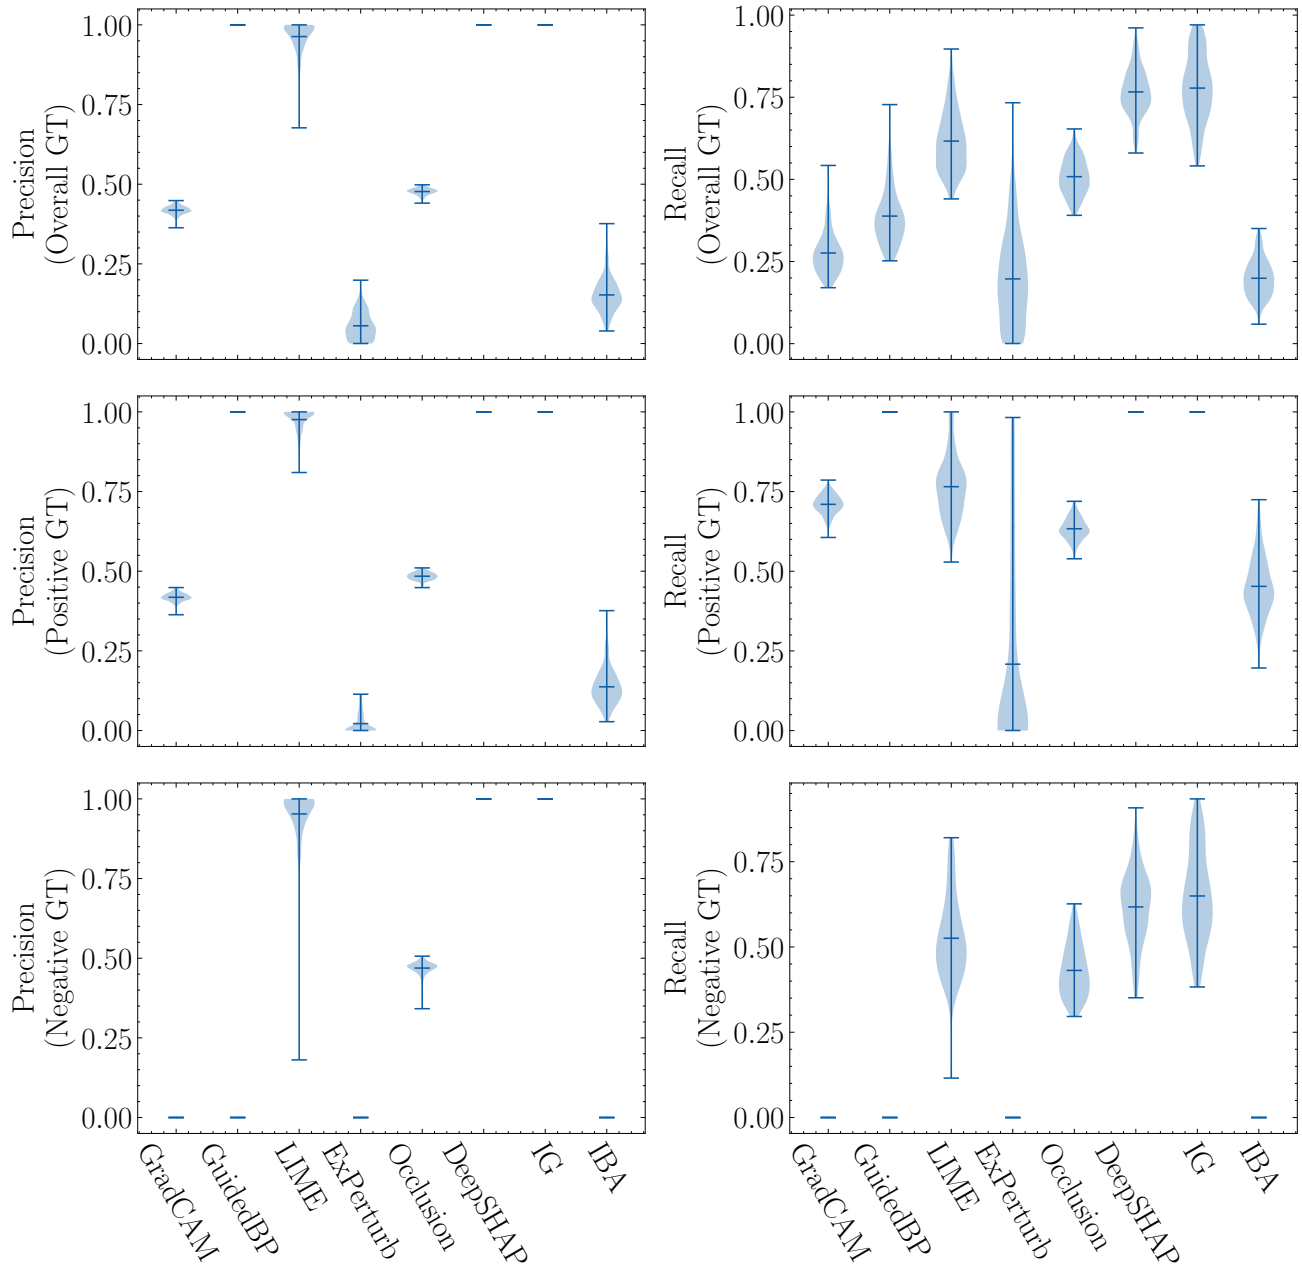 Precision
(Overall GT)
1.00
0.75
0.50
0.25
0.00
Recall
(Overall GT)
1.00
0.75
0.50
0.25
0.00
Precision
(Positive GT)
1.00
0.75
0.50
0.25
0.00
Recall
(Positive GT)
1.00
0.75
0.50
0.25
0.00
Precision
(Negative GT)
1.00
0.75
0.50
0.25
0.00
Recall
(Negative GT)
0.75
0.50
0.25
0.00
GradCAM
GuidedBP
LIME
ExPerturb
Occlusion
DeepSHAP
IG
IBA
GradCAM
GuidedBP
LIME
ExPerturb
Occlusion
DeepSHAP
IG
IBA